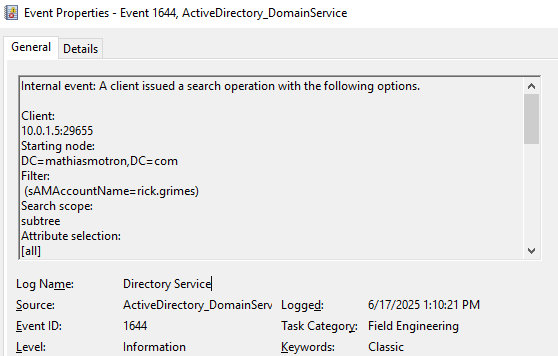 Event Properties - Event 1644, ActiveDirectory_DomainService
General Details
Internal event: A client issued a search operation with the following options.
Client:
10.0.1.5:29655
Starting node:
DC=mathiasmotron,DC=com
Filter:
(sAMAccountName=rick.grimes)
Search scope:
subtree
Attribute selection:
[all]
Log Name: Directory Service
Source: ActiveDirectory_DomainServ Logged: 6/17/2025 1:10:21 PM
Event ID: 1644 Task Category: Field Engineering
Level: Information Keywords: Classic